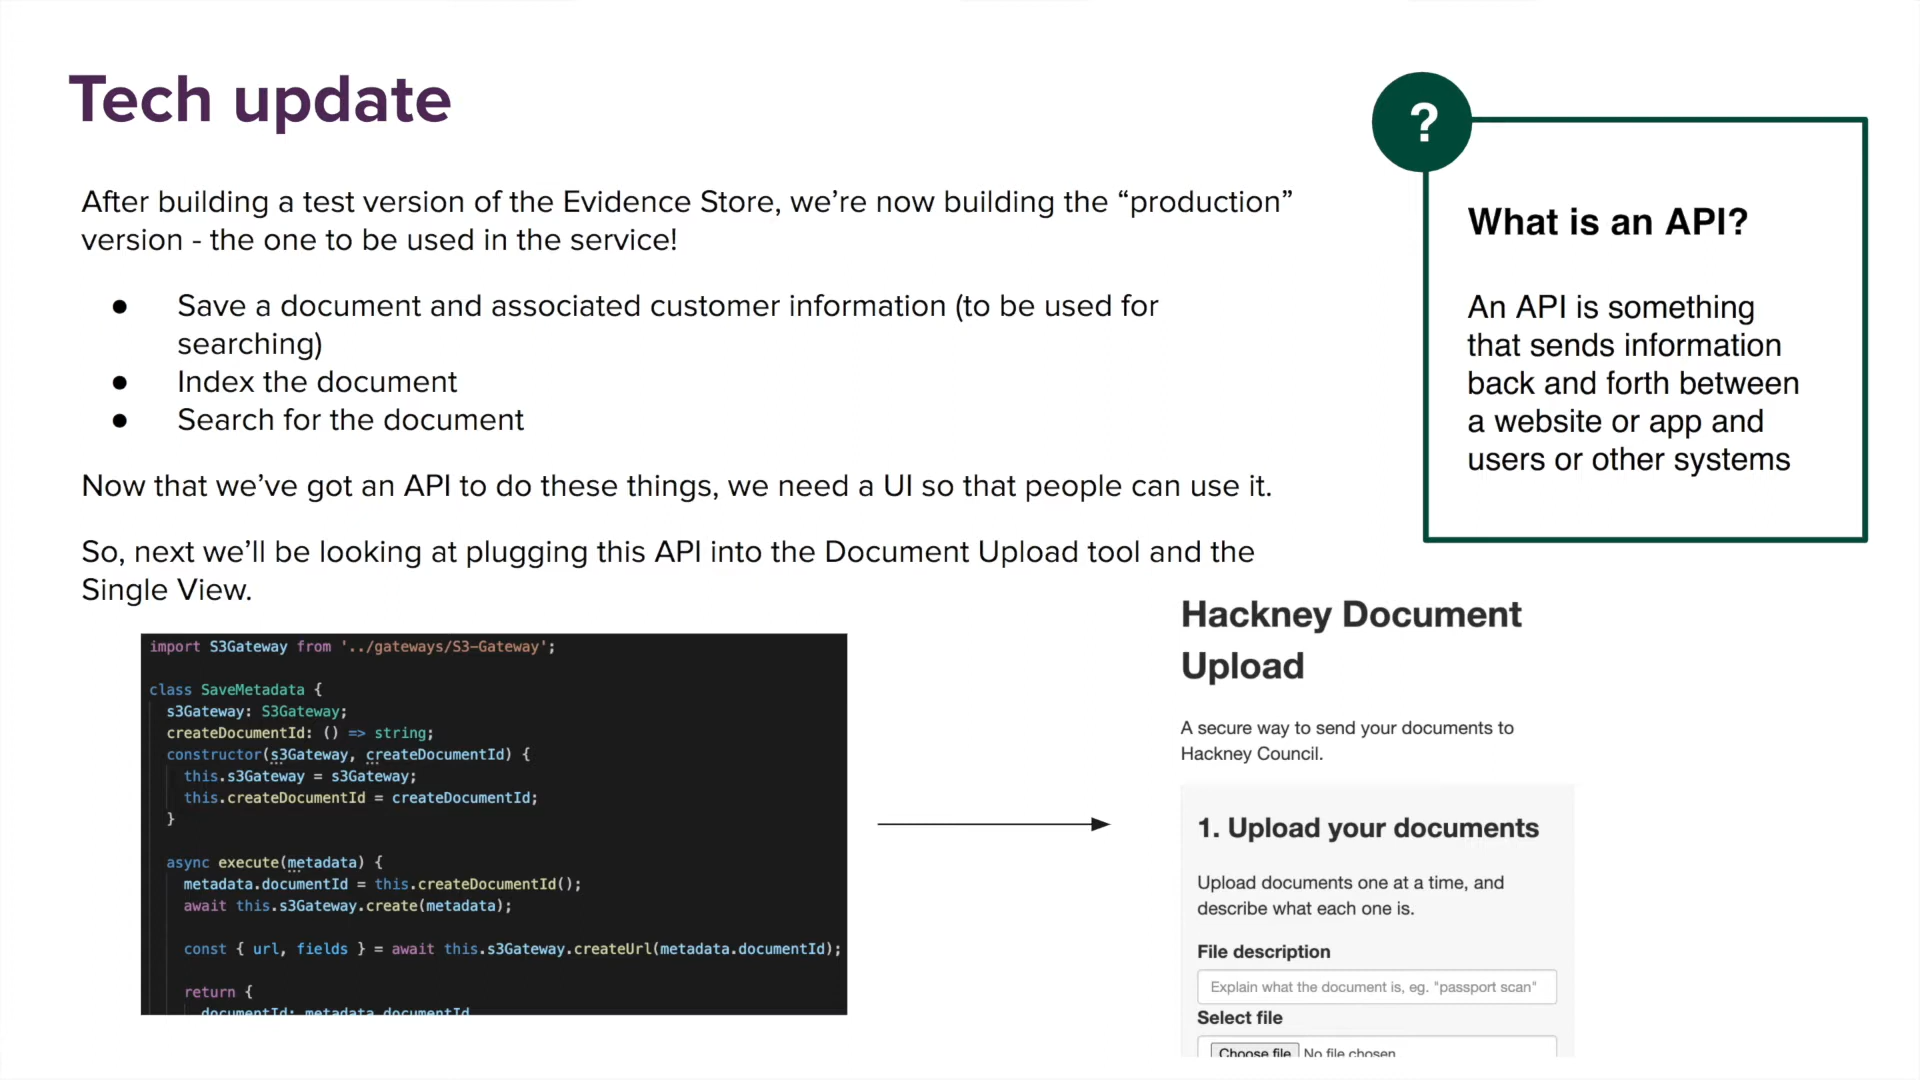 Tech update
After building a test version of the Evidence Store, we’re now building the “production”
version - the one to be used in the service!
● Save a document and associated customer information (to be used for
searching)
● Index the document
● Search for the document
Now that we’ve got an API to do these things, we need a UI so that people can use it.
So, next we’ll be looking at plugging this API into the Document Upload tool and the
Single View.
?
What is an API?
An API is something
that sends information
back and forth between
a website or app and
users or other systems
import S3Gateway from '../gateways/S3-Gateway';
class SaveMetadata {
s3Gateway: S3Gateway;
createDocumentId: () => string;
constructor(s3Gateway, createDocumentId) {
this.s3Gateway = s3Gateway;
this.createDocumentId = createDocumentId;
}
async execute(metadata) {
metadata.documentId = this.createDocumentId();
await this.s3Gateway.create(metadata);
const { url, fields } = await this.s3Gateway.createUrl(metadata.documentId);
return {
documentId: metadata.documentId
Hackney Document
Upload
A secure way to send your documents to
Hackney Council.
1. Upload your documents
Upload documents one at a time, and
describe what each one is.
File description
Explain what the document is, eg. "passport scan"
Select file
Choose file No file chosen